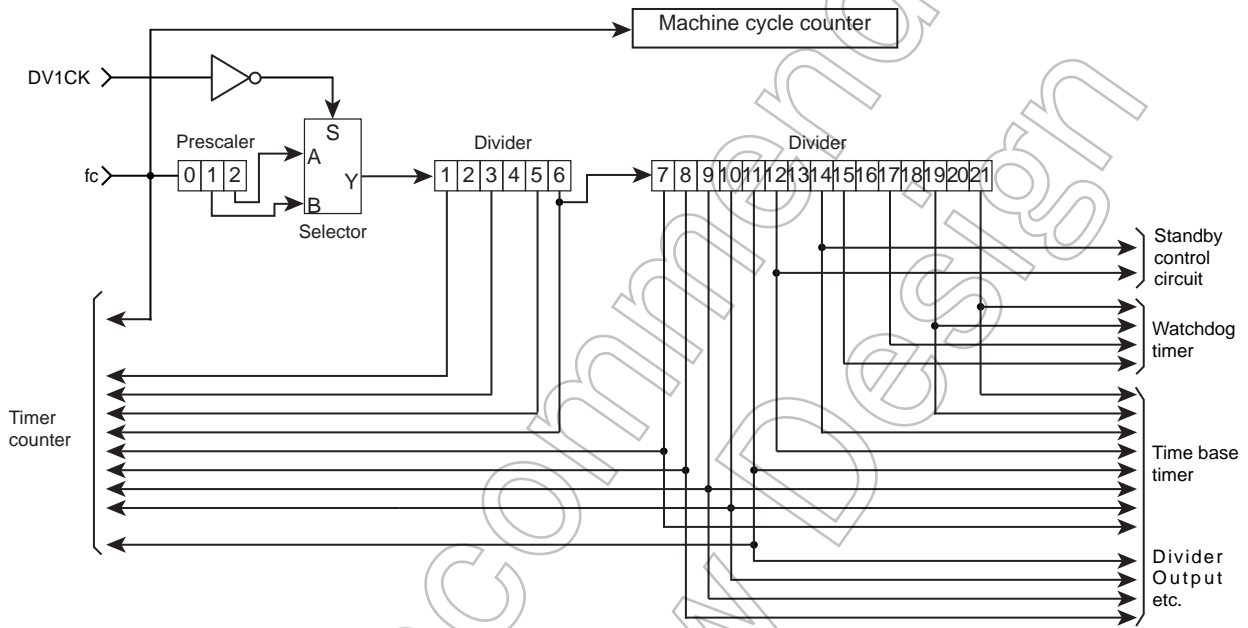 Machine cycle counter
DV1CK
S
Prescaler
Divider
Divider
fc
0 1 2
A
Y
B
Selector
1 2 3 4 5 6
7 8 9 10 11 12 13 14 15 16 17 18 19 20 21
Standby
control
circuit
Watchdog
timer
Timer
counter
Time base
timer
Divider
Output
etc.